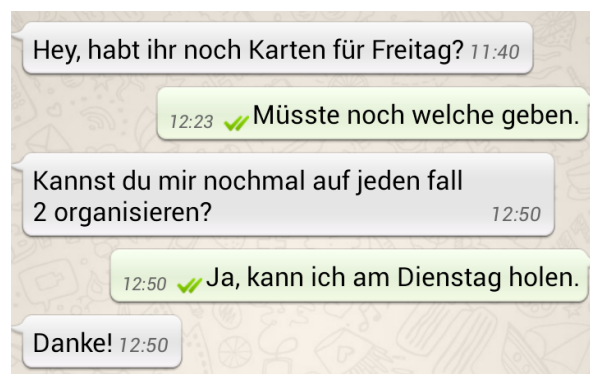 Hey, habt ihr noch Karten für Freitag? 11:40
12:23 Müsste noch welche geben.
Kannst du mir nochmal auf jeden fall
2 organisieren? 12:50
12:50 Ja, kann ich am Dienstag holen.
Danke! 12:50